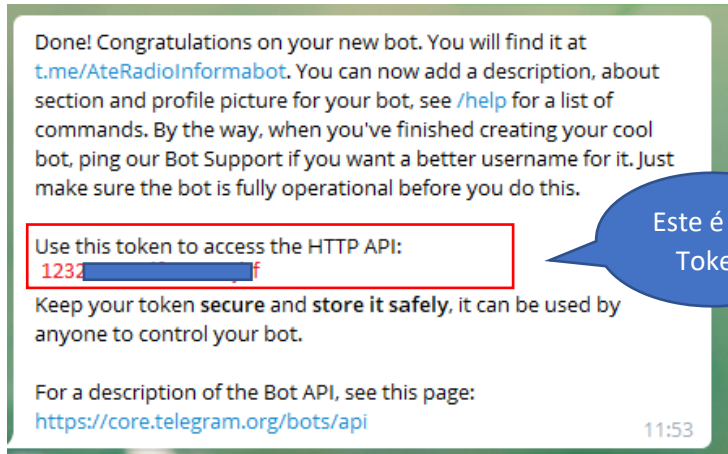 Done! Congratulations on your new bot. You will find it at
t.me/AteRadioInformabot. You can now add a description, about
section and profile picture for your bot, see /help for a list of
commands. By the way, when you've finished creating your cool
bot, ping our Bot Support if you want a better username for it. Just
make sure the bot is fully operational before you do this.
Use this token to access the HTTP API:
Keep your token secure and store it safely, it can be used by
anyone to control your bot.
For a description of the Bot API, see this page:
https://core.telegram.org/bots/api
11:53
Este é